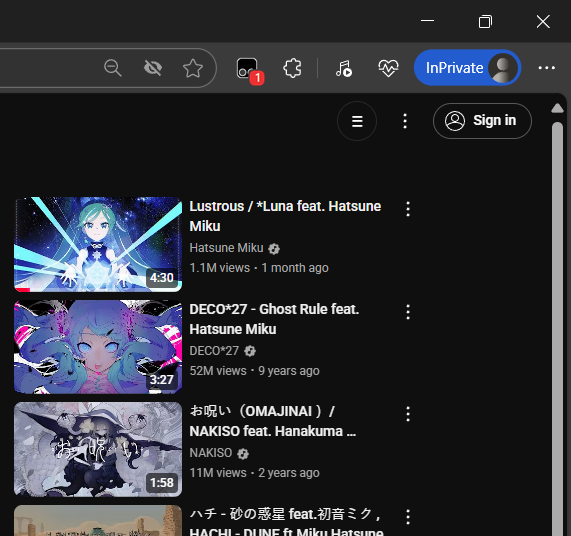 1
InPrivate
Sign in
Lustrous / *Luna feat. Hatsune
Miku
Hatsune Miku
1.1M views • 1 month ago
4:30
DECO*27 - Ghost Rule feat.
Hatsune Miku
DECO*27
52M views • 9 years ago
3:27
お呪い（OMAJINAI ）/
NAKISO feat. Hanakuma ...
NAKISO
11M views • 2 years ago
お呪い
1:58
ハチ - 砂の惑星 feat.初音ミク ,
HACHI - DUNE ft.Miku Hatsune